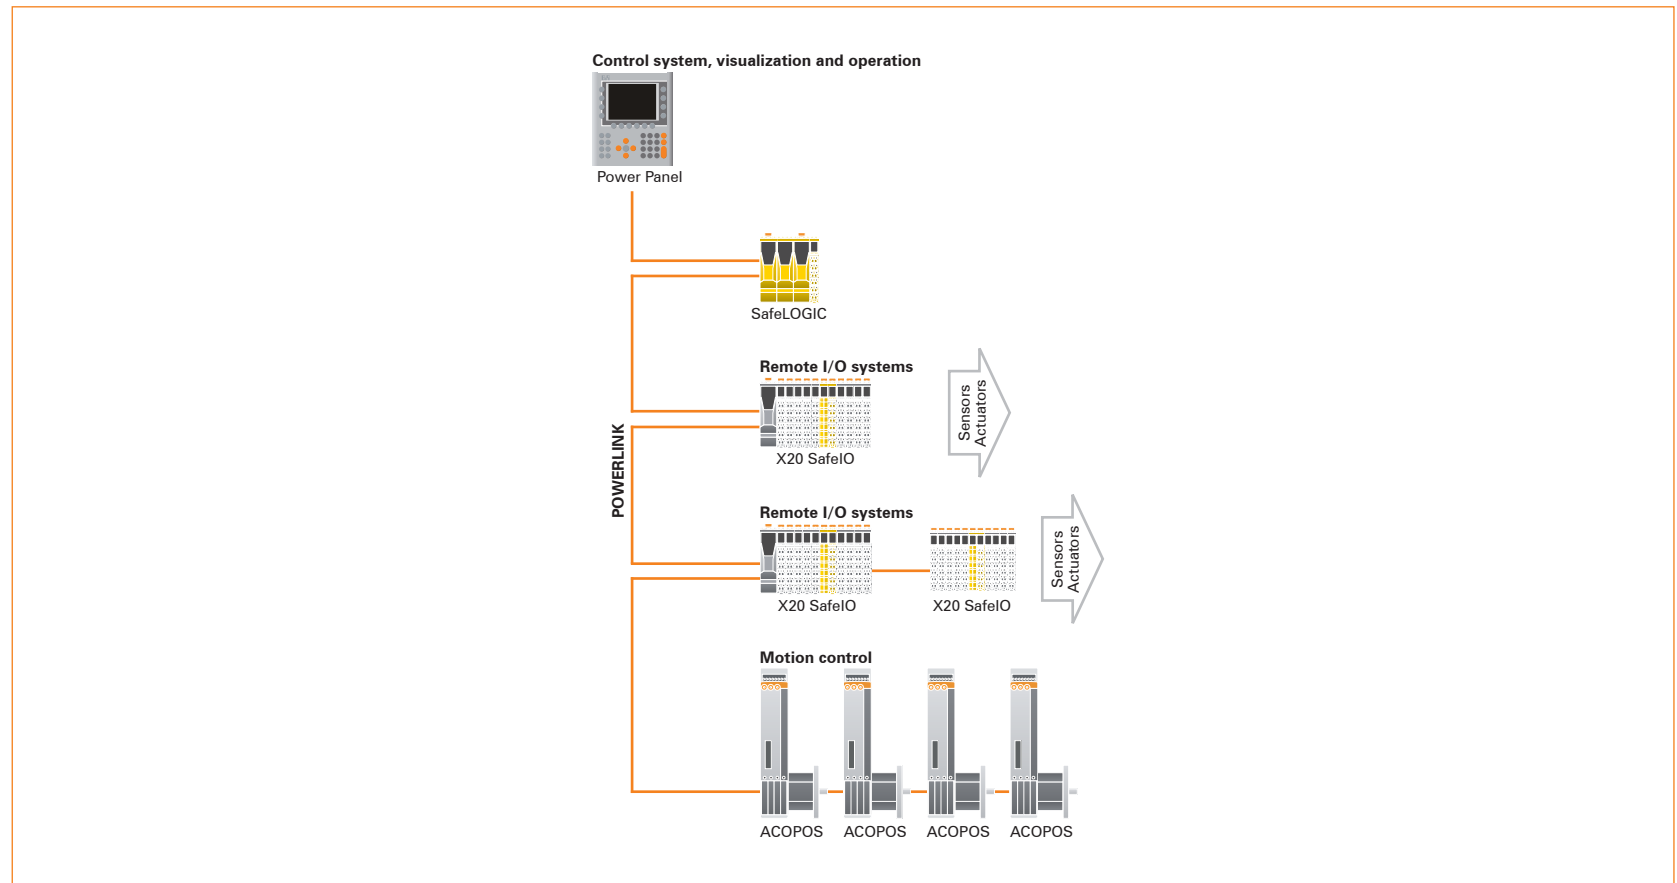 Control system, visualization and operation
Power Panel
SafeLOGIC
Remote I/O systems
Sensors
Actuators
X20 SafeIO
POWERLINK
Remote I/O systems
Sensors
Actuators
X20 SafeIO
X20 SafeIO
Motion control
ACOPOS
ACOPOS
ACOPOS
ACOPOS